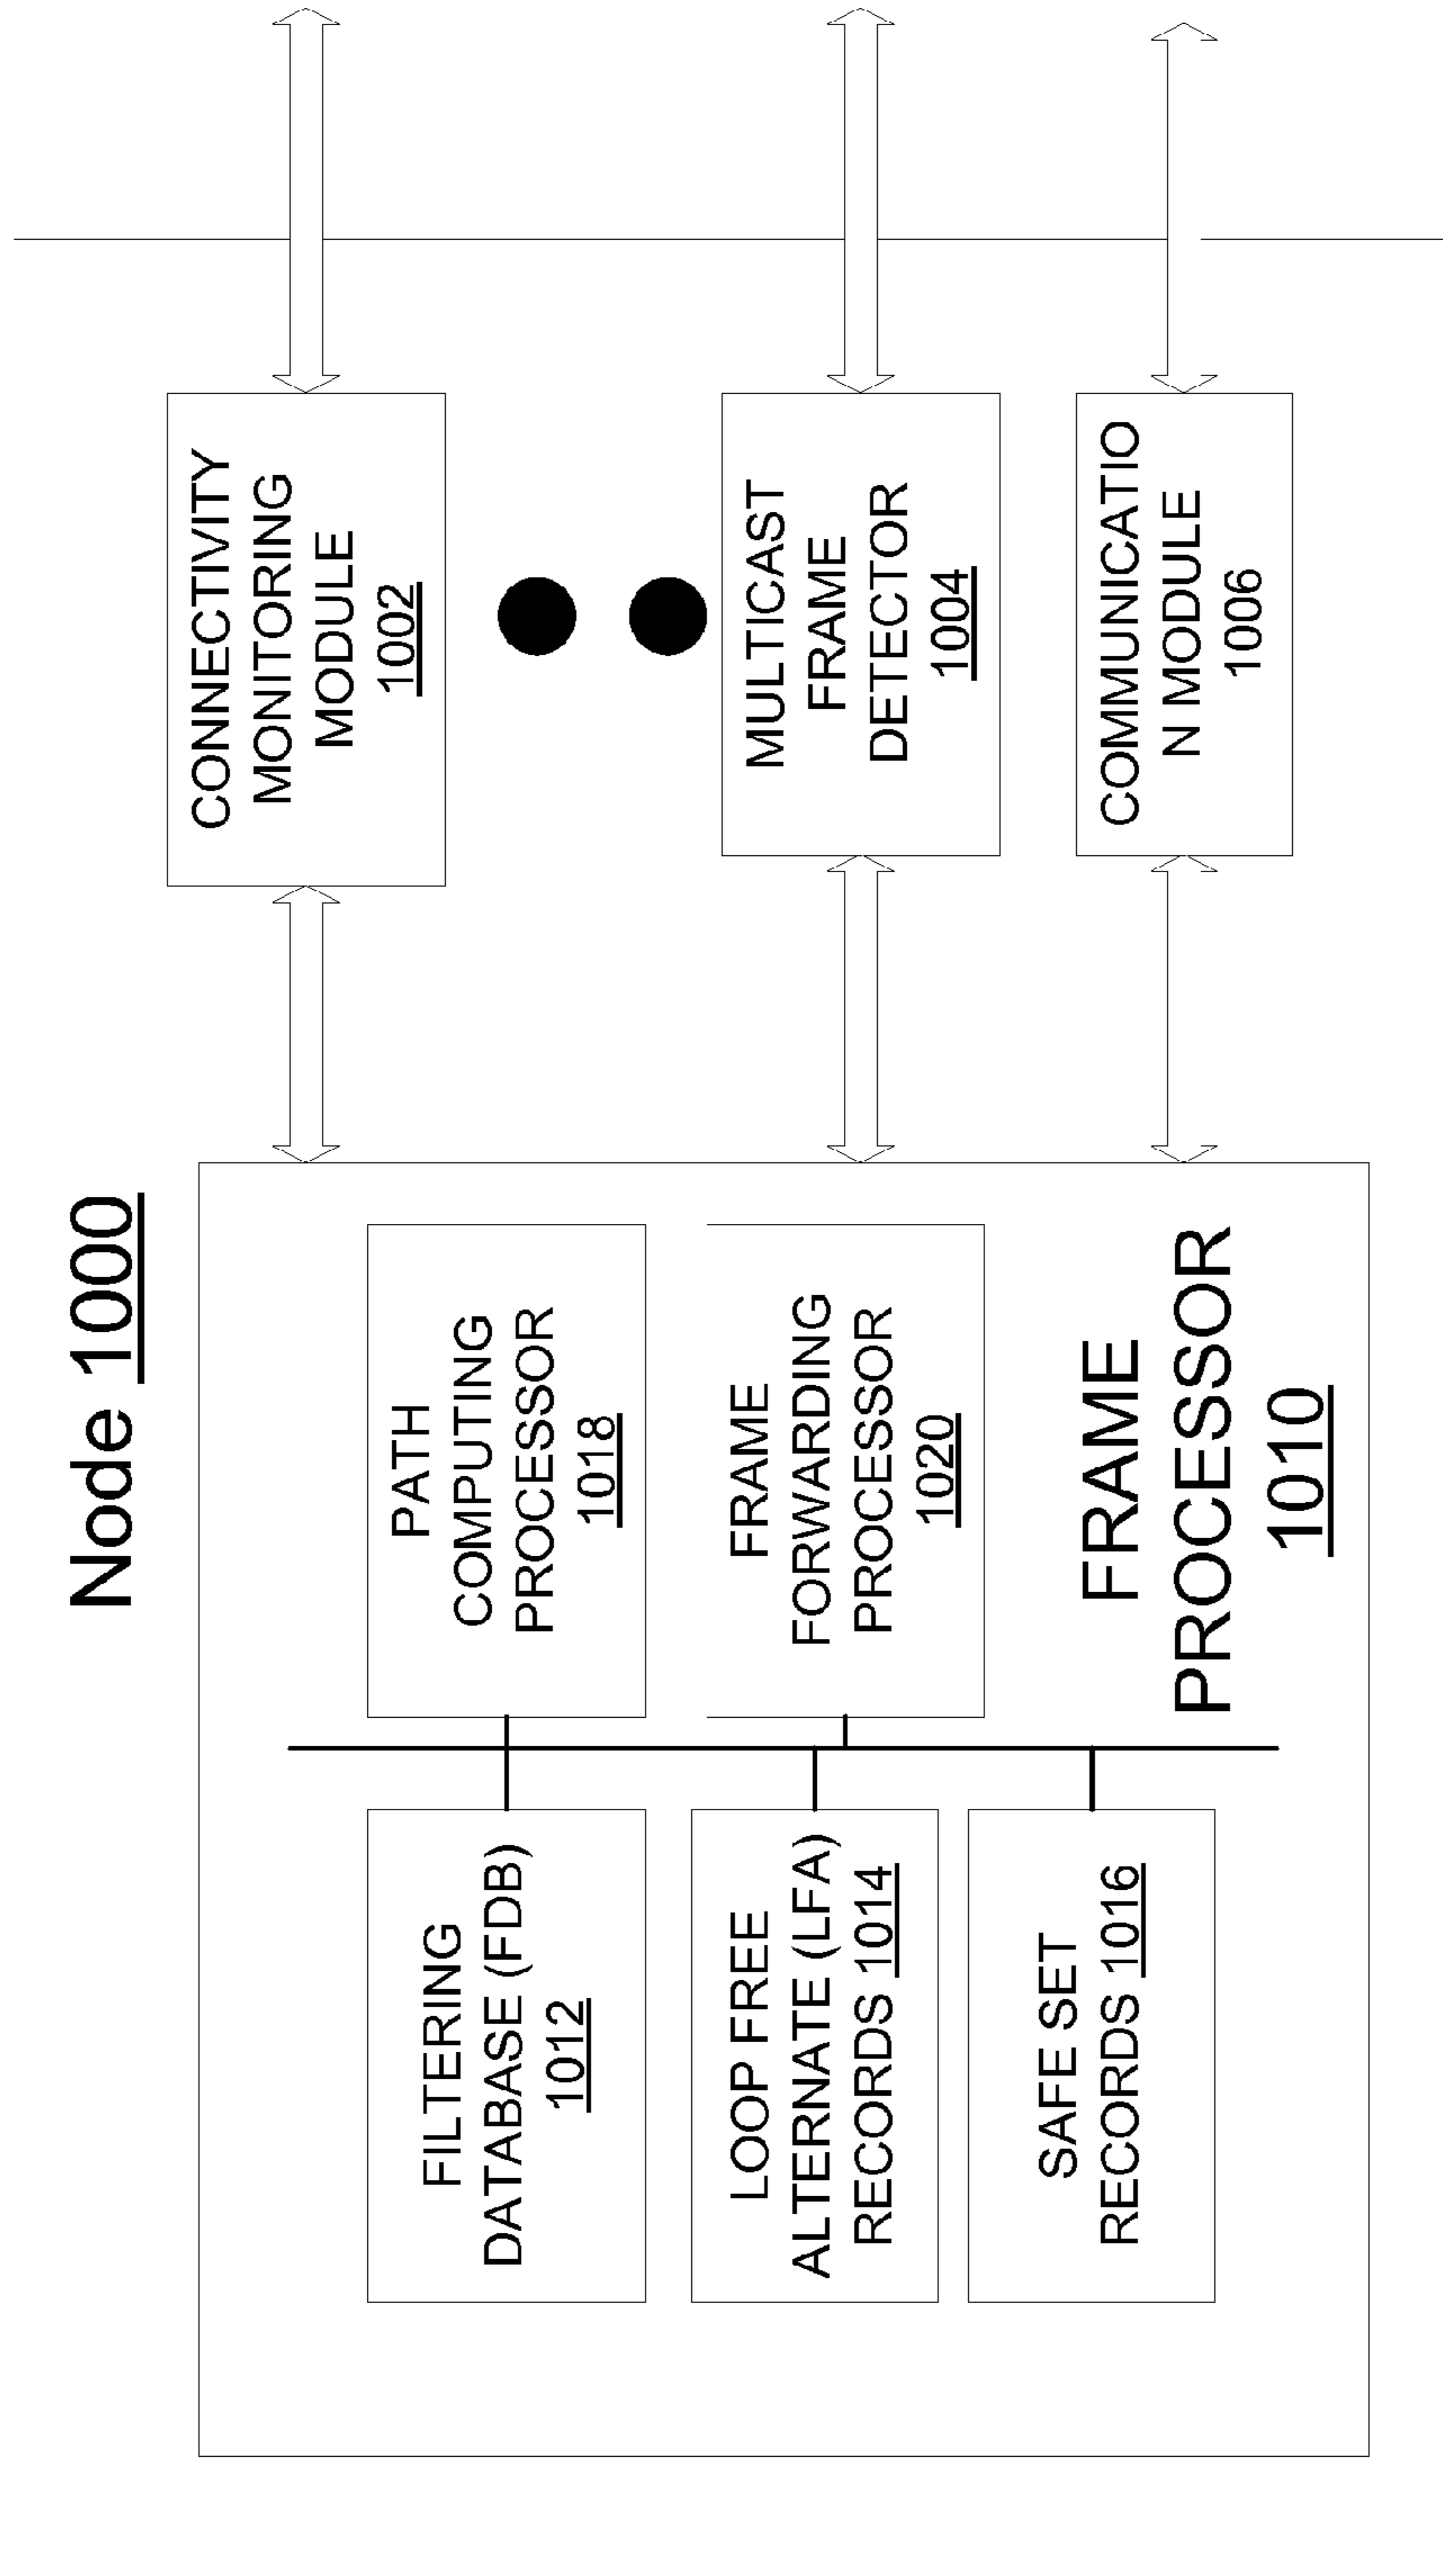 Node 1000
FILTERING
DATABASE (FDB)
1012
PATH
COMPUTING
PROCESSOR
1018
CONNECTIVITY
MONITORING
MODULE
1002
LOOP FREE
ALTERNATE (LFA)
RECORDS 1014
FRAME
FORWARDING
PROCESSOR
1020
MULTICAST
FRAME
DETECTOR
1004
SAFE SET
RECORDS 1016
FRAME
PROCESSOR
1010
COMMUNICATIO
N MODULE
1006